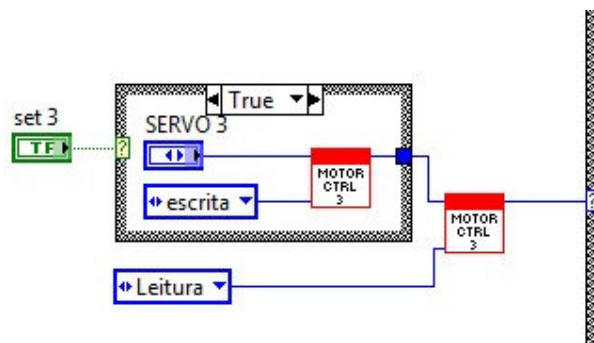 set 3
TF
?
True
SERVO 3
escrita
MOTOR
CTRL
3
MOTOR
CTRL
3
?
Leitura